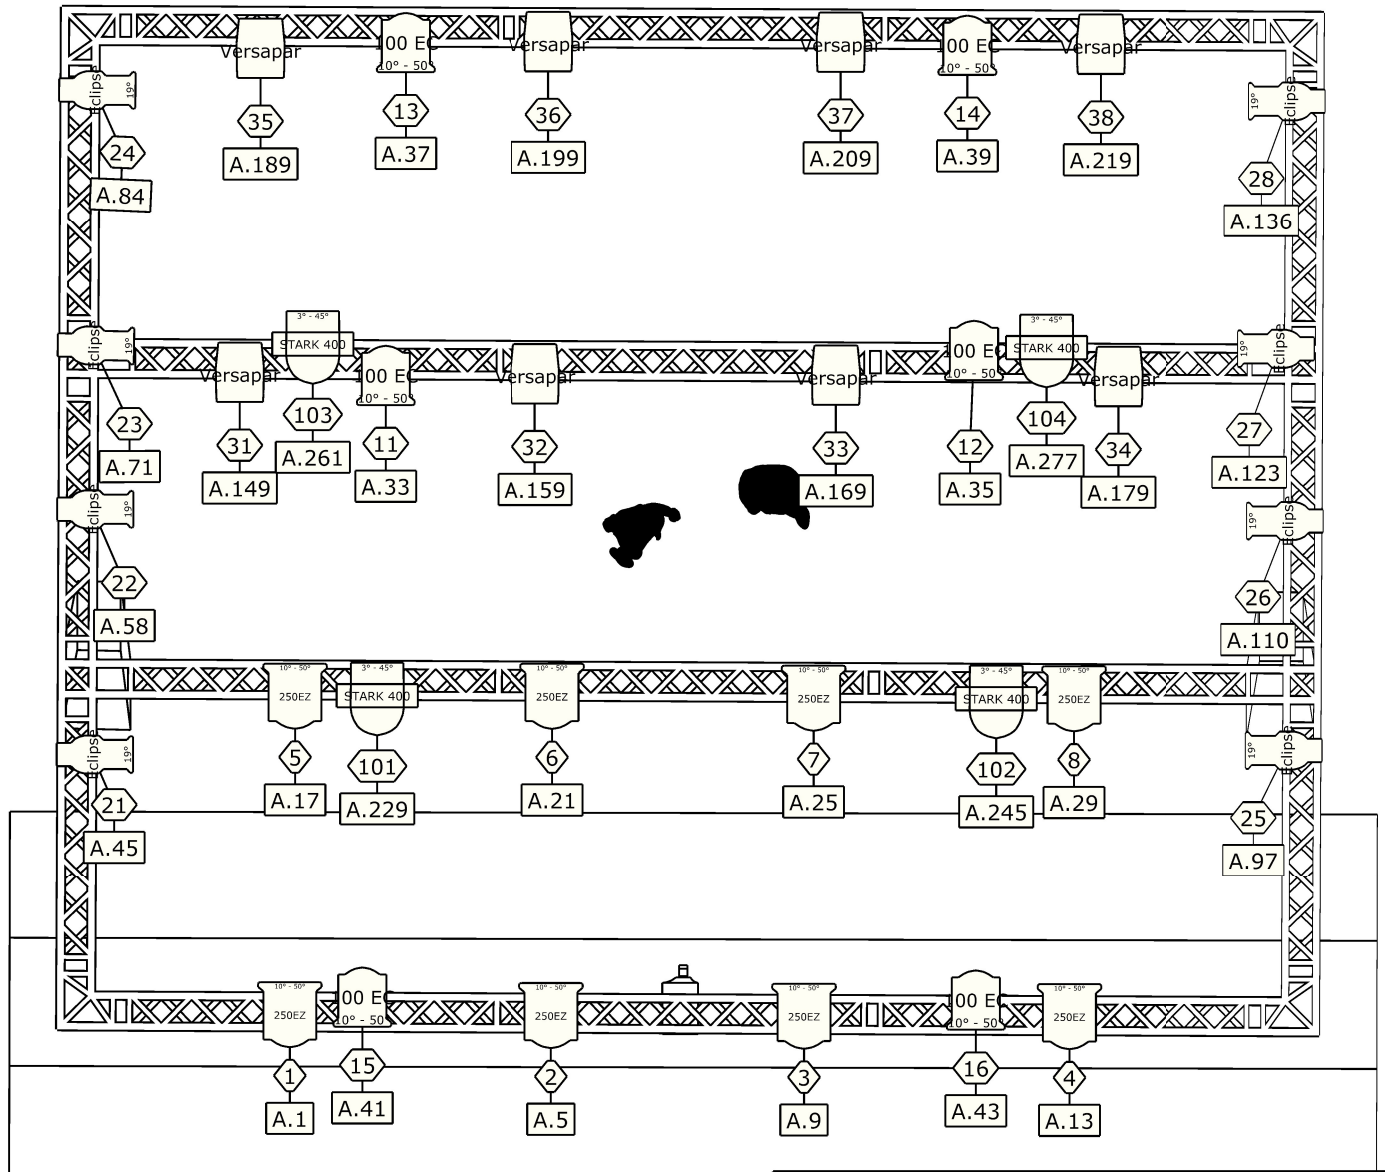 Versapar
100 EC
10° - 50°
Versapar
Versapar
100 EC
10° - 50°
Versapar
Eclipse
19°
19°
Eclipse
35
13
36
37
14
38
A.189
A.37
A.199
A.209
A.39
A.219
24
A.84
28
A.136
Eclipse
19°
3° - 45°
STARK 400
Versapar
100 EC
10° - 50°
Versapar
Versapar
100 EC
10° - 50°
3° - 45°
STARK 400
Versapar
19°
Eclipse
23
A.71
31
A.149
103
A.261
11
A.33
32
A.159
33
A.169
12
A.35
104
A.277
34
A.179
27
A.123
Eclipse
19°
19°
Eclipse
22
A.58
26
A.110
10° - 50°
250EZ
3° - 45°
STARK 400
10° - 50°
250EZ
10° - 50°
250EZ
3° - 45°
STARK 400
10° - 50°
250EZ
Eclipse
19°
19°
Eclipse
5
101
6
7
102
8
A.17
A.229
A.21
A.25
A.245
A.29
21
A.45
25
A.97
10° - 50°
250EZ
100 EC
10° - 50°
10° - 50°
250EZ
10° - 50°
250EZ
100 EC
10° - 50°
10° - 50°
250EZ
1
15
2
3
16
4
A.1
A.41
A.5
A.9
A.43
A.13